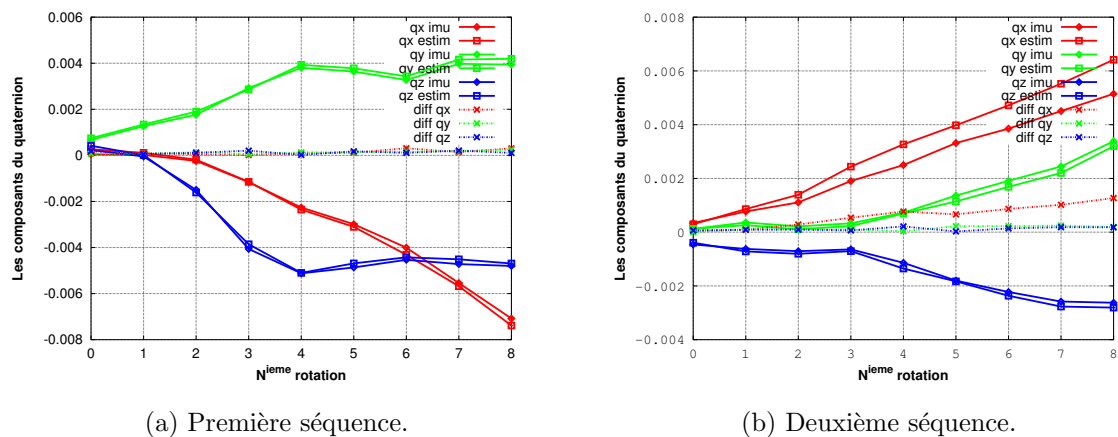 0.006
0.004
0.002
0
-0.002
-0.004
-0.006
-0.008
0 1 2 3 4 5 6 7 8
Les composants du quaternion
N^ieme rotation
qx imu
qx estim
qy imu
qy estim
qz imu
qz estim
diff qx
diff qy
diff qz
(a) Première séquence.
0.008
0.006
0.004
0.002
0
−0.002
−0.004
0 1 2 3 4 5 6 7 8
Les composants du quaternion
N^ieme rotation
qx imu
qx estim
qy imu
qy estim
qz imu
qz estim
diff qx
diff qy
diff qz
(b) Deuxième séquence.